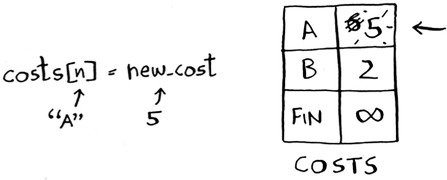 costs[n] = new_cost
"A" 5
A 5
B 2
FIN ∞
COSTS